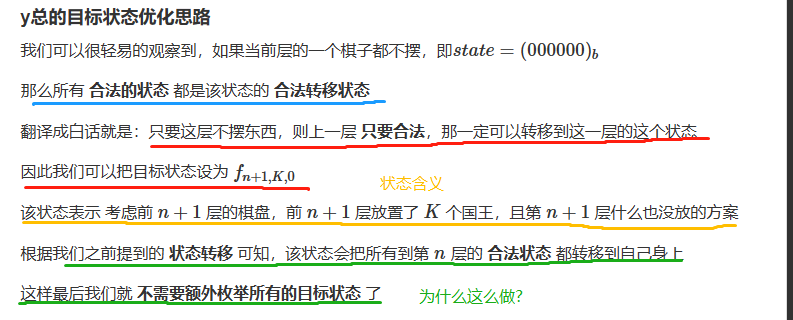 y总的目标状态优化思路
我们可以很轻易的观察到，如果当前层的一个棋子都不摆，即state = (000000)_b
那么所有 合法的状态 都是该状态的 合法转移状态
翻译成白话就是：只要这层不摆东西，则上一层 只要合法，那一定可以转移到这一层的这个状态。
因此我们可以把目标状态设为 f_{n+1,K,0}
状态含义
该状态表示 考虑前 n + 1 层的棋盘，前 n + 1 层放置了 K 个国王，且第 n + 1 层什么也没放的方案
根据我们之前提到的 状态转移 可知，该状态会把所有到第 n 层的 合法状态 都转移到自己身上
这样最后我们就 不需要额外枚举所有的目标状态 了
为什么这么做?